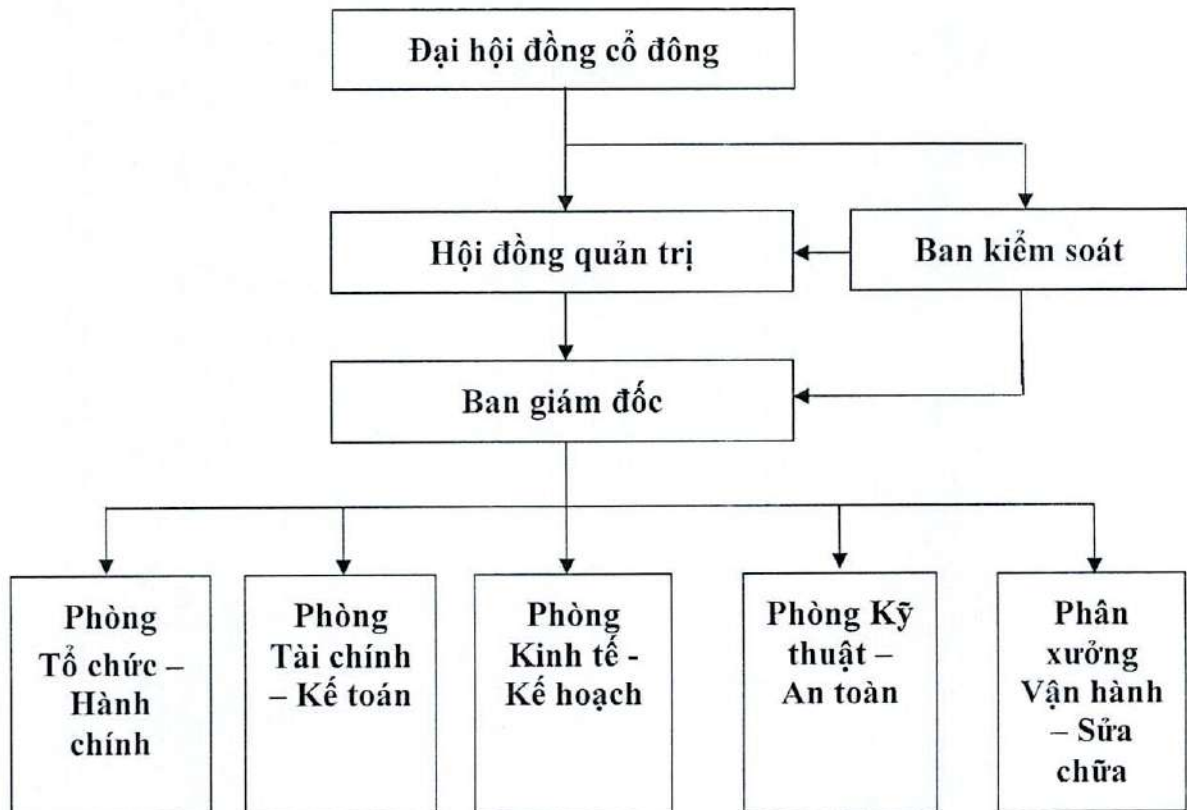 Đại hội đồng cổ đông
Hội đồng quản trị
Ban kiểm soát
Ban giám đốc
Phòng
Tổ chức –
Hành
chính
Phòng
Tài chính
– Kế toán
Phòng
Kinh tế -
Kế hoạch
Phòng Kỹ
thuật –
An toàn
Phân
xưởng
Vận hành
– Sửa
chữa